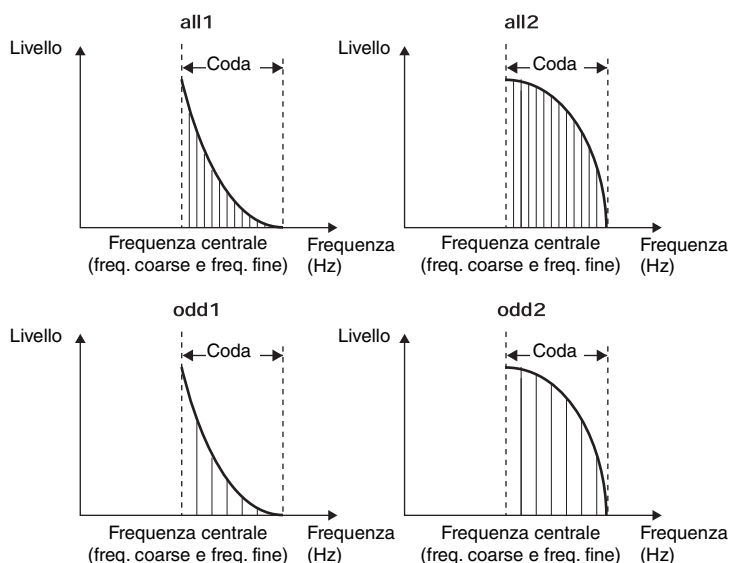 all1
all2
Livello
Coda
Livello
Coda
Frequenza centrale
(freq. coarse e freq. fine)
Frequenza
(Hz)
Frequenza centrale
(freq. coarse e freq. fine)
Frequenza
(Hz)
odd1
odd2
Livello
Coda
Livello
Coda
Frequenza centrale
(freq. coarse e freq. fine)
Frequenza
(Hz)
Frequenza centrale
(freq. coarse e freq. fine)
Frequenza
(Hz)